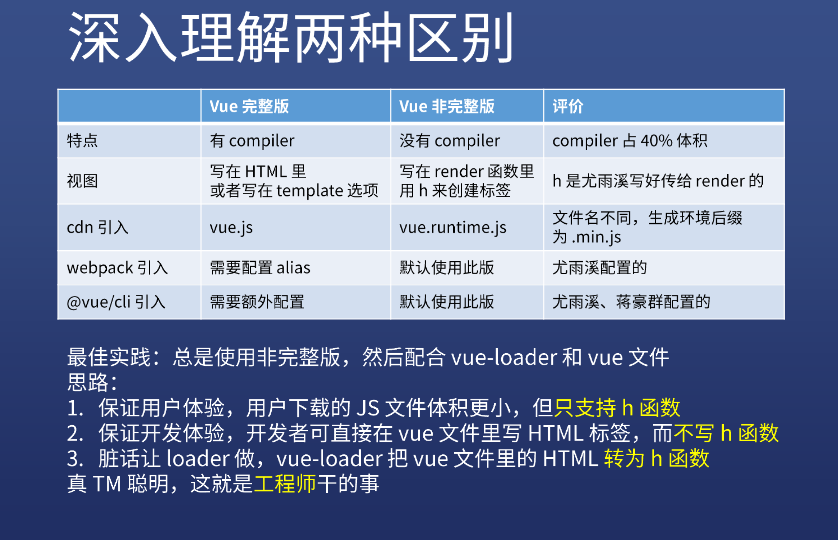 深入理解两种区别
Vue 完整版 Vue 非完整版 评价
特点 有 compiler 没有 compiler compiler 占 40% 体积
视图 写在 HTML 里 或者写在 template 选项 写在 render 函数里 用 h 来创建标签 h 是尤雨溪写好传给 render 的
cdn 引入 vue.js vue.runtime.js 文件名不同，生成环境后缀 为 .min.js
webpack 引入 需要配置 alias 默认使用此版 尤雨溪配置的
@vue/cli 引入 需要额外配置 默认使用此版 尤雨溪、蒋豪群配置的
最佳实践：总是使用非完整版，然后配合 vue-loader 和 vue 文件
思路：
1. 保证用户体验，用户下载的 JS 文件体积更小，但只支持 h 函数
2. 保证开发体验，开发者可直接在 vue 文件里写 HTML 标签，而不写 h 函数
3. 脏话让 loader 做，vue-loader 把 vue 文件里的 HTML 转为 h 函数
真 TM 聪明，这就是工程师干的事